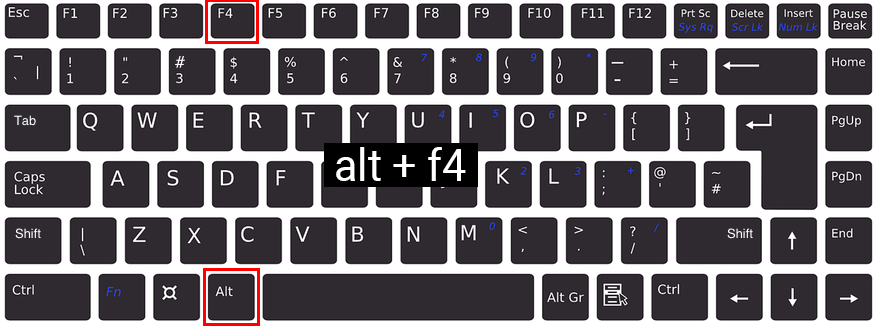 Esc F1 F2 F3 F4 F5 F6 F7 F8 F9 F10 F11 F12 Prt Sc Sys Rq Delete Scr Lk Insert Num Lk Pause Break
¬ ` | ! 1 " 2 # 3 $ 4 % 5 ^ 6 & 7 7 * 8 8 ( 9 9 ) 0 * — - + = ← Home
Tab Q W E R T Y U 4 I 5 O 6 P - { [ } ] ↵ PgUp
Caps Lock A S D F K 2 L 3 : ; + @ ' ~ # PgDn
alt + f4
Shift | \ Z X C V B N M 0 < , > . ? / / Shift ↑ End
Ctrl Fn ¤ Alt Alt Gr Ctrl ← ↓ →